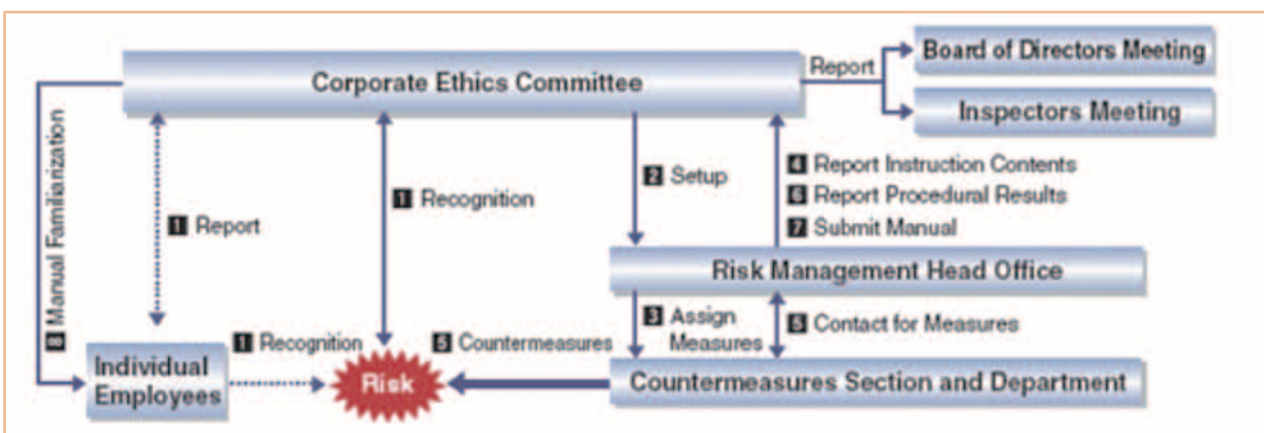 Corporate Ethics Committee
Report
Board of Directors Meeting
Inspectors Meeting
8 Manual Familiarization
1 Report
1 Recognition
2 Setup
4 Report Instruction Contents
6 Report Procedural Results
7 Submit Manual
Risk Management Head Office
3 Assign
Measures
5 Contact for Measures
Individual
Employees
1 Recognition
Risk
5 Countermeasures
Countermeasures Section and Department